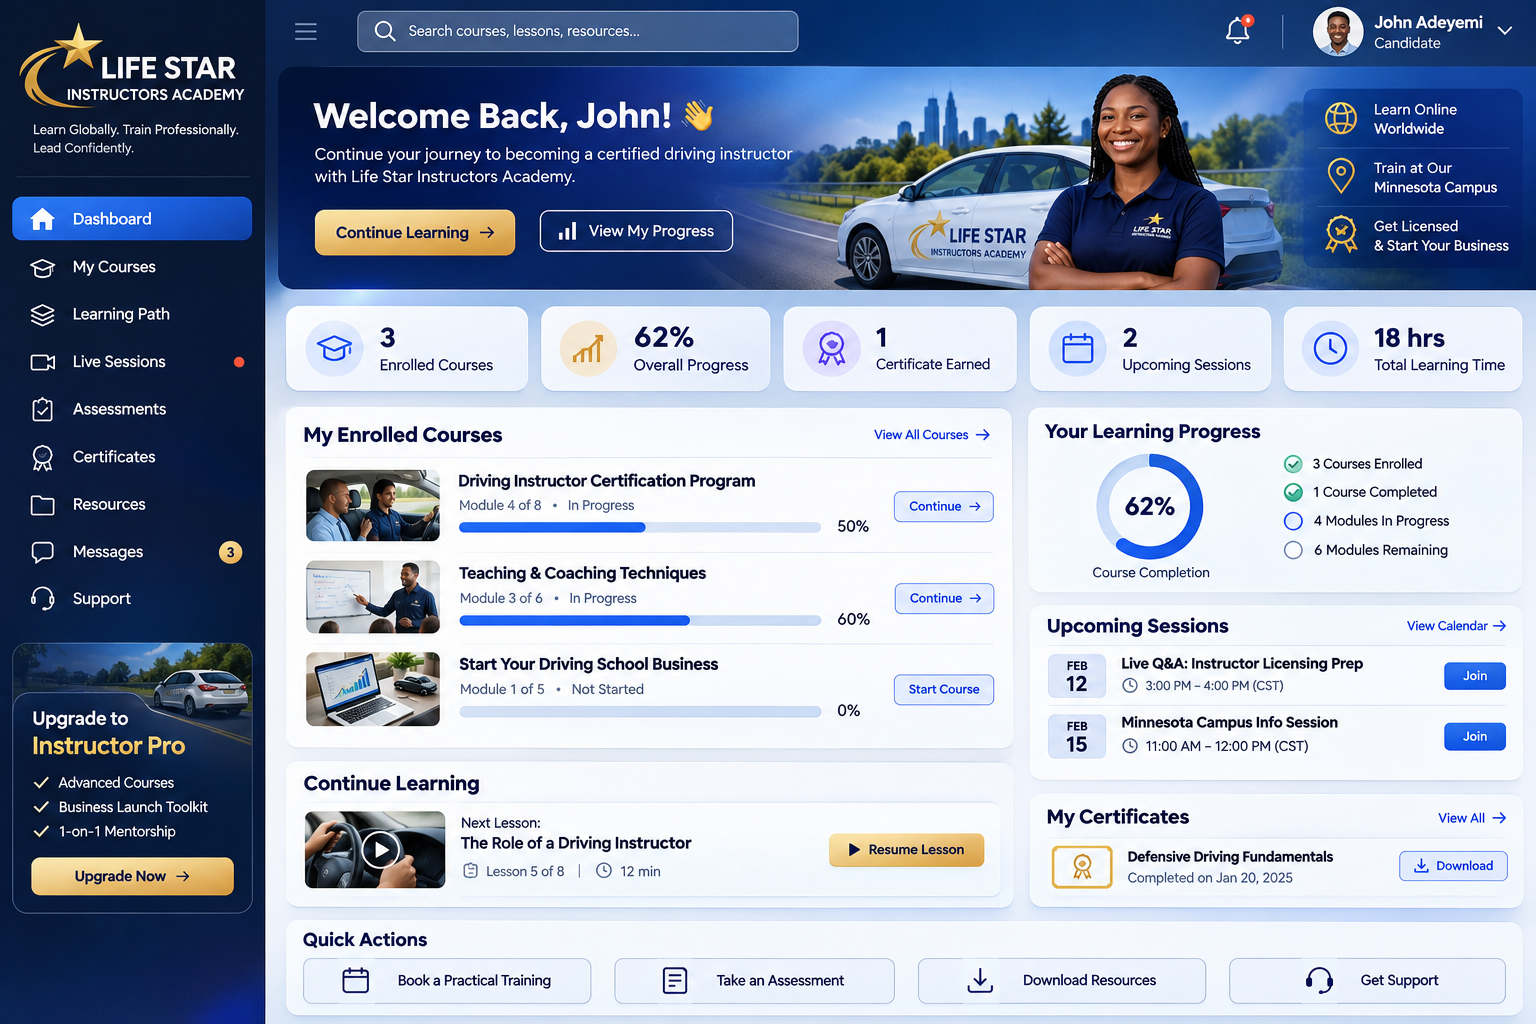 LIFE STAR
INSTRUCTORS ACADEMY
Learn Globally. Train Professionally.
Lead Confidently.
Dashboard
My Courses
Learning Path
Live Sessions
Assessments
Certificates
Resources
Messages
3
Support
Upgrade to
Instructor Pro
Advanced Courses
Business Launch Toolkit
1-on-1 Mentorship
Upgrade Now
Search courses, lessons, resources...
John Adeyemi
Candidate
Welcome Back, John!
Continue your journey to becoming a certified driving instructor
with Life Star Instructors Academy.
Continue Learning
View My Progress
LIFE STAR
INSTRUCTORS ACADEMY
LIFE STAR
INSTRUCTORS ACADEMY
Learn Online
Worldwide
Train at Our
Minnesota Campus
Get Licensed
& Start Your Business
3
Enrolled Courses
62%
Overall Progress
1
Certificate Earned
2
Upcoming Sessions
18 hrs
Total Learning Time
My Enrolled Courses
View All Courses
Driving Instructor Certification Program
Module 4 of 8 • In Progress
50%
Continue
Teaching & Coaching Techniques
Module 3 of 6 • In Progress
60%
Continue
Start Your Driving School Business
Module 1 of 5 • Not Started
0%
Start Course
Continue Learning
Next Lesson:
The Role of a Driving Instructor
Lesson 5 of 8 | 12 min
Resume Lesson
Your Learning Progress
62%
Course Completion
3 Courses Enrolled
1 Course Completed
4 Modules In Progress
6 Modules Remaining
Upcoming Sessions
View Calendar
FEB
12
Live Q&A: Instructor Licensing Prep
3:00 PM – 4:00 PM (CST)
Join
FEB
15
Minnesota Campus Info Session
11:00 AM – 12:00 PM (CST)
Join
My Certificates
View All
Defensive Driving Fundamentals
Completed on Jan 20, 2025
Download
Quick Actions
Book a Practical Training
Take an Assessment
Download Resources
Get Support